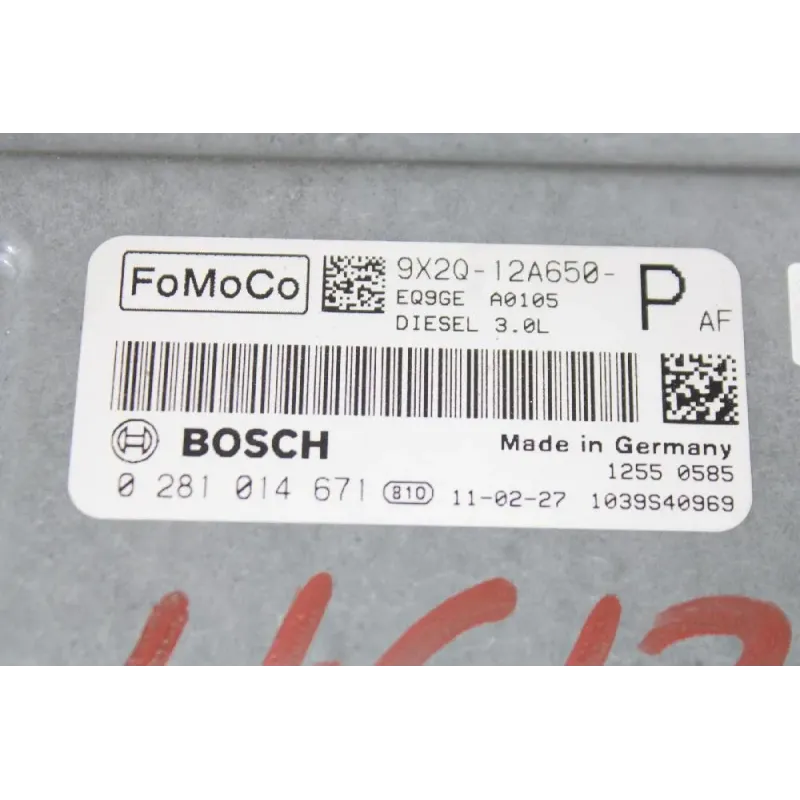 FoMoCo
9X2Q-12A650- P AF
EQ9GE A0105
DIESEL 3.0L
BOSCH
Made in Germany
1255 0585
0 281 014 671 810 11-02-27 1039S40969